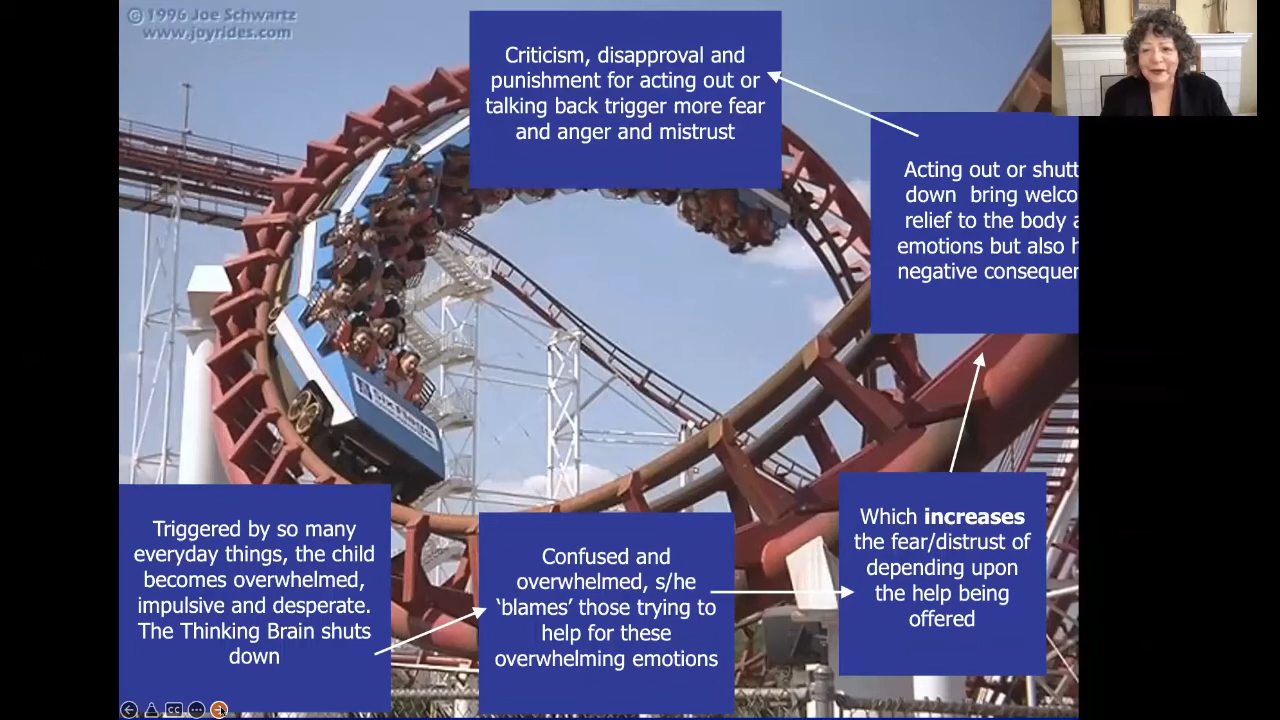 © 1996 Joe Schwartz
www.joyrides.com
Criticism, disapproval and
punishment for acting out or
talking back trigger more fear
and anger and mistrust
Acting out or shutt
down bring welco
relief to the body a
emotions but also h
negative consequen
Triggered by so many
everyday things, the child
becomes overwhelmed,
impulsive and desperate.
The Thinking Brain shuts
down
Confused and
overwhelmed, s/he
‘blames’ those trying to
help for these
overwhelming emotions
Which increases
the fear/distrust of
depending upon
the help being
offered
CC